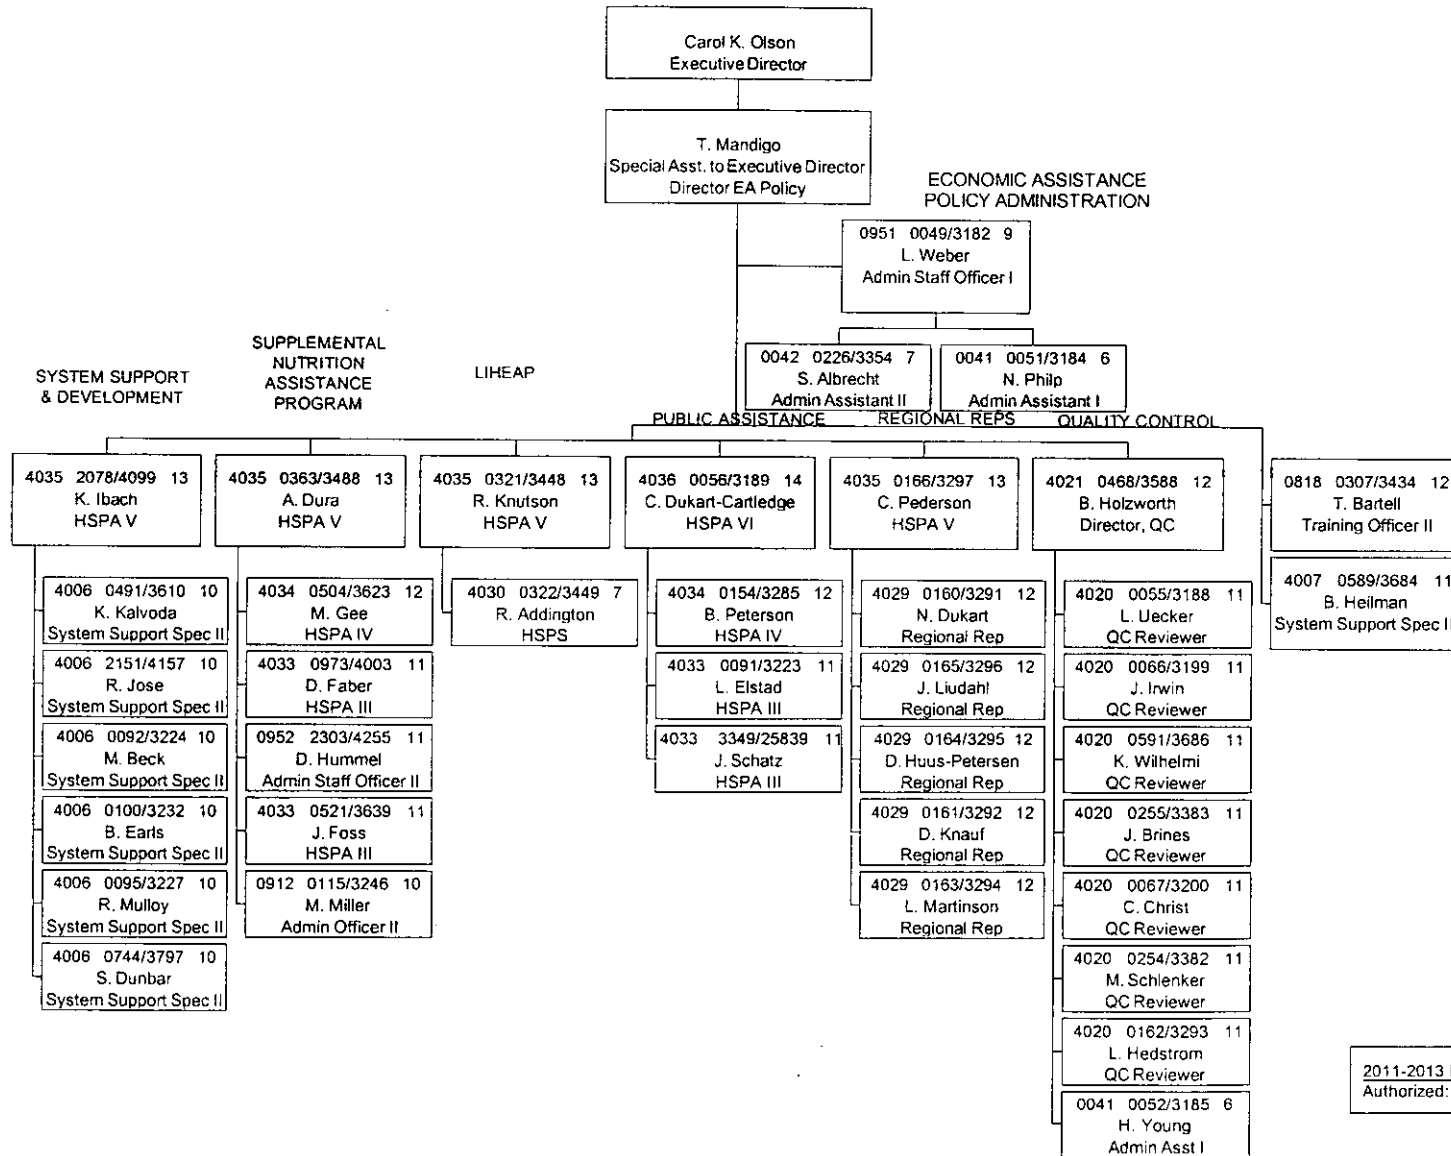 Carol K. Olson
Executive Director
T. Mandigo
Special Asst. to Executive Director
Director EA Policy
ECONOMIC ASSISTANCE
POLICY ADMINISTRATION
0951 0049/3182 9
L. Weber
Admin Staff Officer I
0042 0226/3354 7
S. Albrecht
Admin Assistant II
0041 0051/3184 6
N. Philp
Admin Assistant I
SYSTEM SUPPORT
& DEVELOPMENT
SUPPLEMENTAL
NUTRITION
ASSISTANCE
PROGRAM
LIHEAP
PUBLIC ASSISTANCE
REGIONAL REPS
QUALITY CONTROL
4035 2078/4099 13
K. Ibach
HSPA V
4035 0363/3488 13
A. Dura
HSPA V
4035 0321/3448 13
R. Knutson
HSPA V
4036 0056/3189 14
C. Dukart-Cartledge
HSPA VI
4035 0166/3297 13
C. Pederson
HSPA V
4021 0468/3588 12
B. Holzworth
Director, QC
0818 0307/3434 12
T. Bartell
Training Officer II
4006 0491/3610 10
K. Kalvoda
System Support Spec II
4006 2151/4157 10
R. Jose
System Support Spec II
4006 0092/3224 10
M. Beck
System Support Spec II
4006 0100/3232 10
B. Earls
System Support Spec II
4006 0095/3227 10
R. Mulloy
System Support Spec II
4006 0744/3797 10
S. Dunbar
System Support Spec II
4034 0504/3623 12
M. Gee
HSPA IV
4033 0973/4003 11
D. Faber
HSPA III
0952 2303/4255 11
D. Hummel
Admin Staff Officer II
4033 0521/3639 11
J. Foss
HSPA III
0912 0115/3246 10
M. Miller
Admin Officer II
4030 0322/3449 7
R. Addington
HSPS
4034 0154/3285 12
B. Peterson
HSPA IV
4033 0091/3223 11
L. Elstad
HSPA III
4033 3349/25839 11
J. Schatz
HSPA III
4029 0160/3291 12
N. Dukart
Regional Rep
4029 0165/3296 12
J. Liudahl
Regional Rep
4029 0164/3295 12
D. Huus-Petersen
Regional Rep
4029 0161/3292 12
D. Knauf
Regional Rep
4029 0163/3294 12
L. Martinson
Regional Rep
4020 0055/3188 11
L. Uecker
QC Reviewer
4020 0066/3199 11
J. Irwin
QC Reviewer
4020 0591/3686 11
K. Wilhelmi
QC Reviewer
4020 0255/3383 11
J. Brines
QC Reviewer
4020 0067/3200 11
C. Christ
QC Reviewer
4020 0254/3382 11
M. Schlenker
QC Reviewer
4020 0162/3293 11
L. Hedstrom
QC Reviewer
0041 0052/3185 6
H. Young
Admin Asst I
4007 0589/3684 11
B. Heilman
System Support Spec
2011-2013
Authorized: